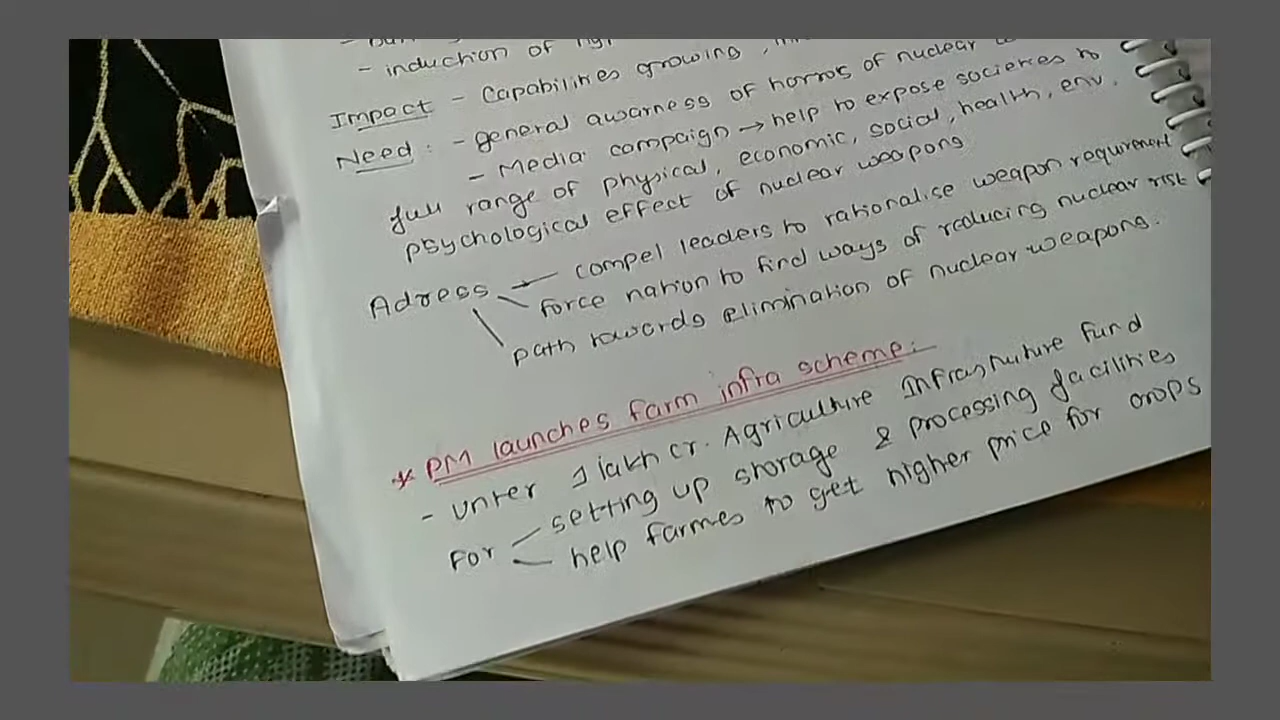 - induction of
Impact - Capabilities growing,
Need: - general awarness of horros of nuclear
- Media campaign → help to expose societies to
full range of physical, economic, social, health, env.
psychological effect of nuclear weapons
Adress → compel leaders to rationalise weapon requirement
force nation to find ways of reducing nuclear risk
path towards elimination of nuclear weapons.
* PM launches farm infra scheme:-
- Unter 1 lakh cr. Agriculture Infrastruture Fund
For setting up storage & processing facilities
help farmes to get higher price for crops